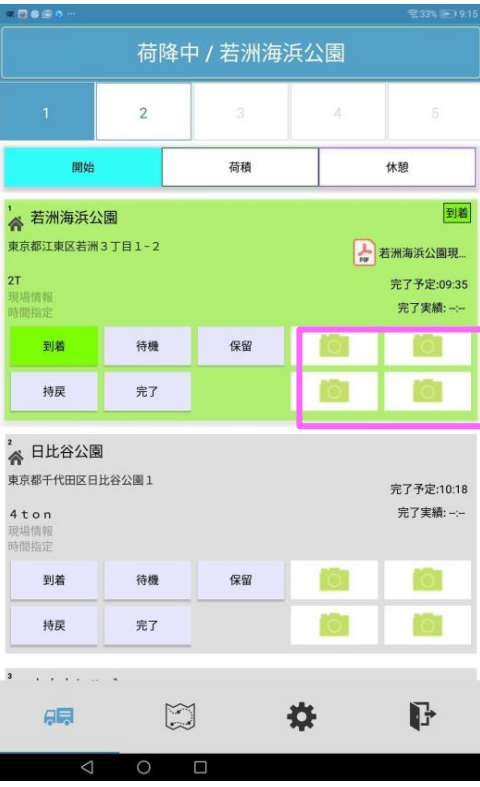 33% 9:15
荷降中 / 若洲海浜公園
1 2 3 4 5
開始 荷積 休憩
1
若洲海浜公園 到着
東京都江東区若洲3丁目1-2
PDF 若洲海浜公園現...
2T 完了予定:09:35
現場情報
完了実績: --:--
時間指定
到着 待機 保留
持戻 完了
2
日比谷公園
東京都千代田区日比谷公園1
完了予定:10:18
4ton 完了実績: --:--
現場情報
時間指定
到着 待機 保留
持戻 完了
3